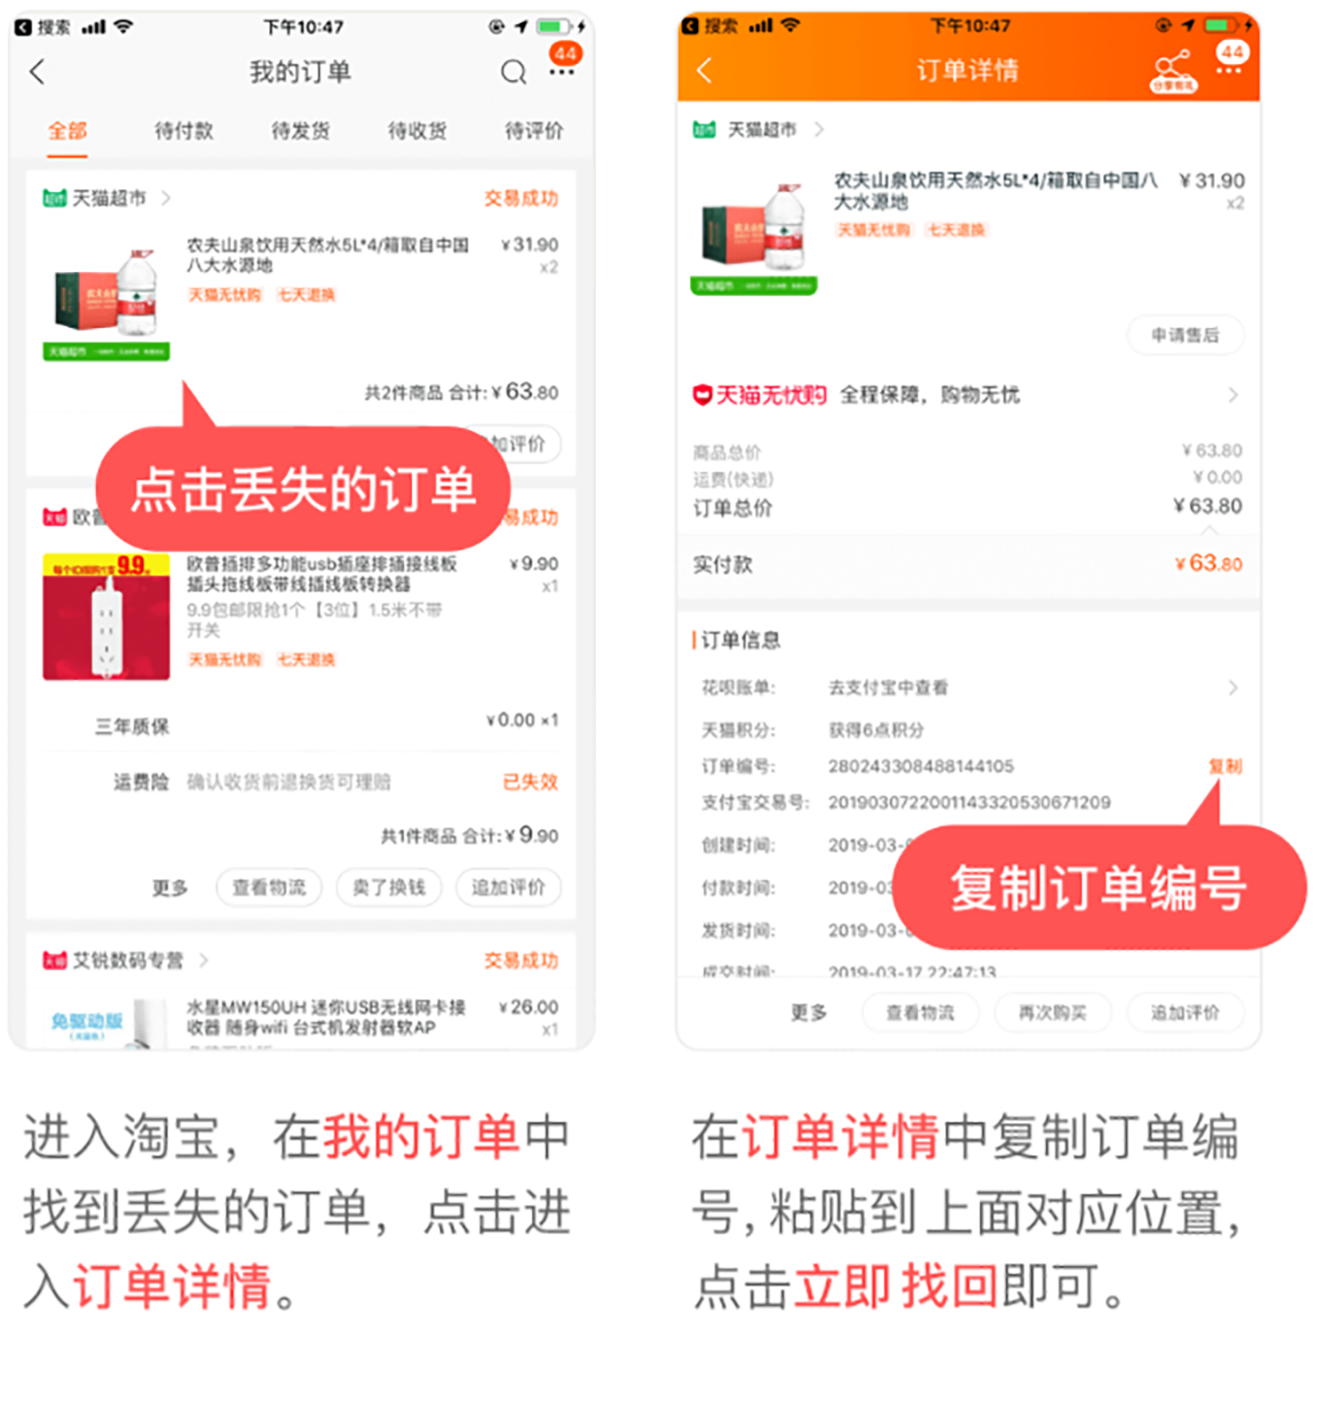 搜索
下午10:47
44
我的订单
全部
待付款
待发货
待收货
待评价
天猫超市
交易成功
农夫山泉饮用天然水5L*4/箱取自中国
八大水源地
¥31.90
x2
天猫无忧购 七天退换
天猫超市
共2件商品 合计:¥63.80
加评价
点击丢失的订单
天猫 欧普
易成功
每个ID限购1件 9.9
欧普插排多功能usb插座排插接线板
插头拖线板带线插线板转换器
¥9.90
x1
9.9包邮限抢1个【3位】1.5米不带
开关
天猫无忧购 七天退换
三年质保
¥0.00 ×1
运费险 确认收货前退换货可理赔 已失效
共1件商品 合计:¥9.90
更多
查看物流
卖了换钱
追加评价
天猫 艾锐数码专营
交易成功
免驱动版
水星MW150UH 迷你USB无线网卡接
收器 随身wifi 台式机发射器软AP
¥26.00
x1
进入淘宝，在我的订单中
找到丢失的订单，点击进
入订单详情。
搜索
下午10:47
订单详情
44
超市 天猫超市
农夫山泉饮用天然水5L*4/箱取自中国八
大水源地
¥31.90
x2
天猫无忧购 七天退换
天猫超市
申请售后
天猫无忧购 全程保障，购物无忧
商品总价 ¥63.80
运费(快递) ¥0.00
订单总价 ¥63.80
实付款 ¥63.80
订单信息
花呗账单: 去支付宝中查看
天猫积分: 获得6点积分
订单编号: 280243308488144105 复制
支付宝交易号: 2019030722001143320530671209
创建时间: 2019-03-
付款时间: 2019-03
发货时间: 2019-03-
成交时间: 2019-03-17 22:47:13
复制订单编号
更多
查看物流
再次购买
追加评价
在订单详情中复制订单编
号，粘贴到上面对应位置，
点击立即找回即可。